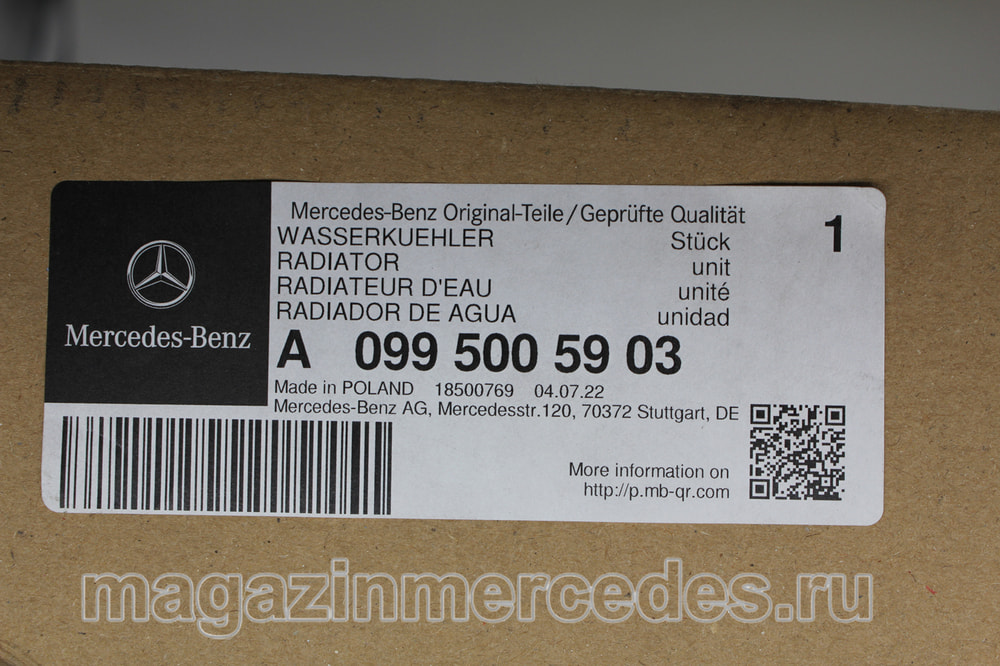 Mercedes-Benz Original-Teile/Geprüfte Qualität
1
WASSERKUEHLER Stück
RADIATOR unit
RADIATEUR D'EAU unité
RADIADOR DE AGUA unidad
Mercedes-Benz
A 099 500 59 03
Made in POLAND 18500769 04.07.22
Mercedes-Benz AG, Mercedesstr.120, 70372 Stuttgart, DE
More information on
http://p.mb-qr.com
magazinmercedes.ru